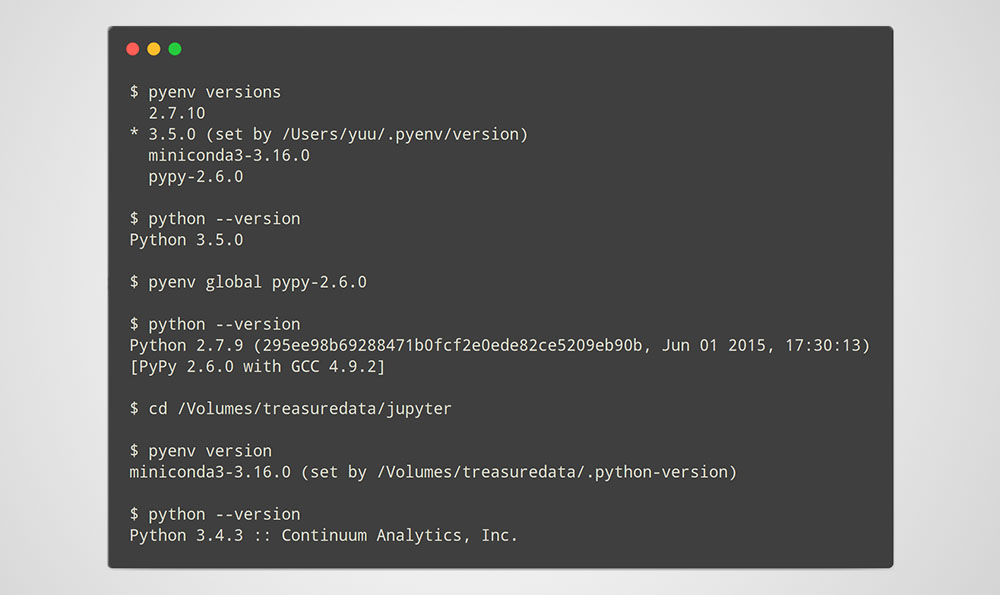 $ pyenv versions
  2.7.10
* 3.5.0 (set by /Users/yuu/.pyenv/version)
  miniconda3-3.16.0
  pypy-2.6.0
$ python --version
Python 3.5.0
$ pyenv global pypy-2.6.0
$ python --version
Python 2.7.9 (295ee98b69288471b0fcf2e0ede82ce5209eb90b, Jun 01 2015, 17:30:13)
[PyPy 2.6.0 with GCC 4.9.2]
$ cd /Volumes/treasuredata/jupyter
$ pyenv version
miniconda3-3.16.0 (set by /Volumes/treasuredata/.python-version)
$ python --version
Python 3.4.3 :: Continuum Analytics, Inc.